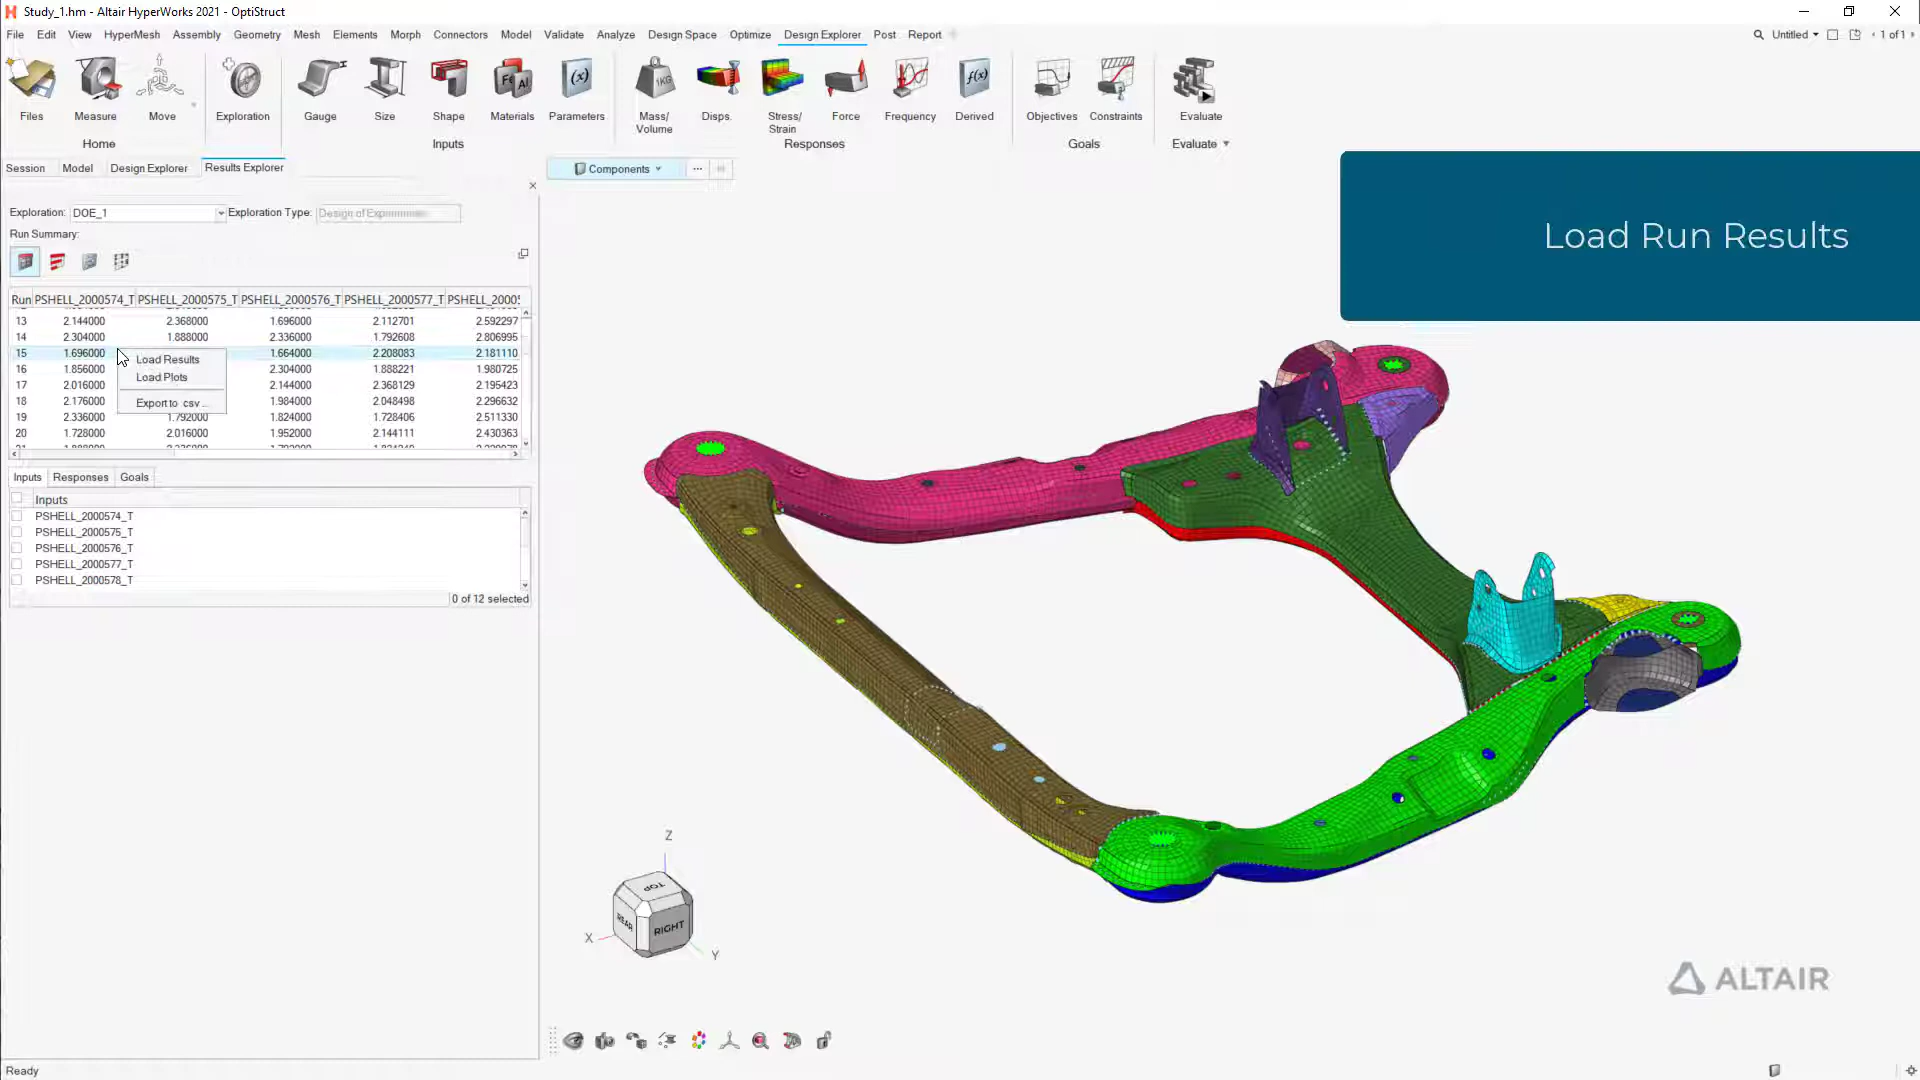 Study_1.hm - Altair HyperWorks 2021 - OptiStruct
File Edit View HyperMesh Assembly Geometry Mesh Elements Morph Connectors Model Validate Analyze Design Space Optimize Design Explorer Post Report Untitled 1 of 1
Files Measure Move Exploration Gauge Size Shape Materials Parameters Mass/ Volume Disps. Stress/ Strain Force Frequency Derived Objectives Constraints Evaluate
Home Inputs Responses Goals Evaluate
Session Model Design Explorer Results Explorer
Components
Load Run Results
Exploration: DOE_1 Exploration Type: Design of Experiments
Run Summary:
Run PSHELL_2000574_T PSHELL_2000575_T PSHELL_2000576_T PSHELL_2000577_T PSHELL_2000
13 2.144000 2.368000 1.696000 2.112701 2.592297
14 2.304000 1.888000 2.336000 1.792608 2.806995
15 1.696000 1.664000 2.208083 2.181110
16 1.856000 2.304000 1.888221 1.980725
17 2.016000 2.144000 2.368129 2.195423
18 2.176000 1.984000 2.048498 2.296632
19 2.336000 1.792000 1.824000 1.728406 2.511330
20 1.728000 2.016000 1.952000 2.144111 2.430363
Load Results
Load Plots
Export to .csv ...
Inputs Responses Goals
Inputs
PSHELL_2000574_T
PSHELL_2000575_T
PSHELL_2000576_T
PSHELL_2000577_T
PSHELL_2000578_T
0 of 12 selected
Z
TOP
REAR RIGHT
X
Y
ALTAIR
Ready